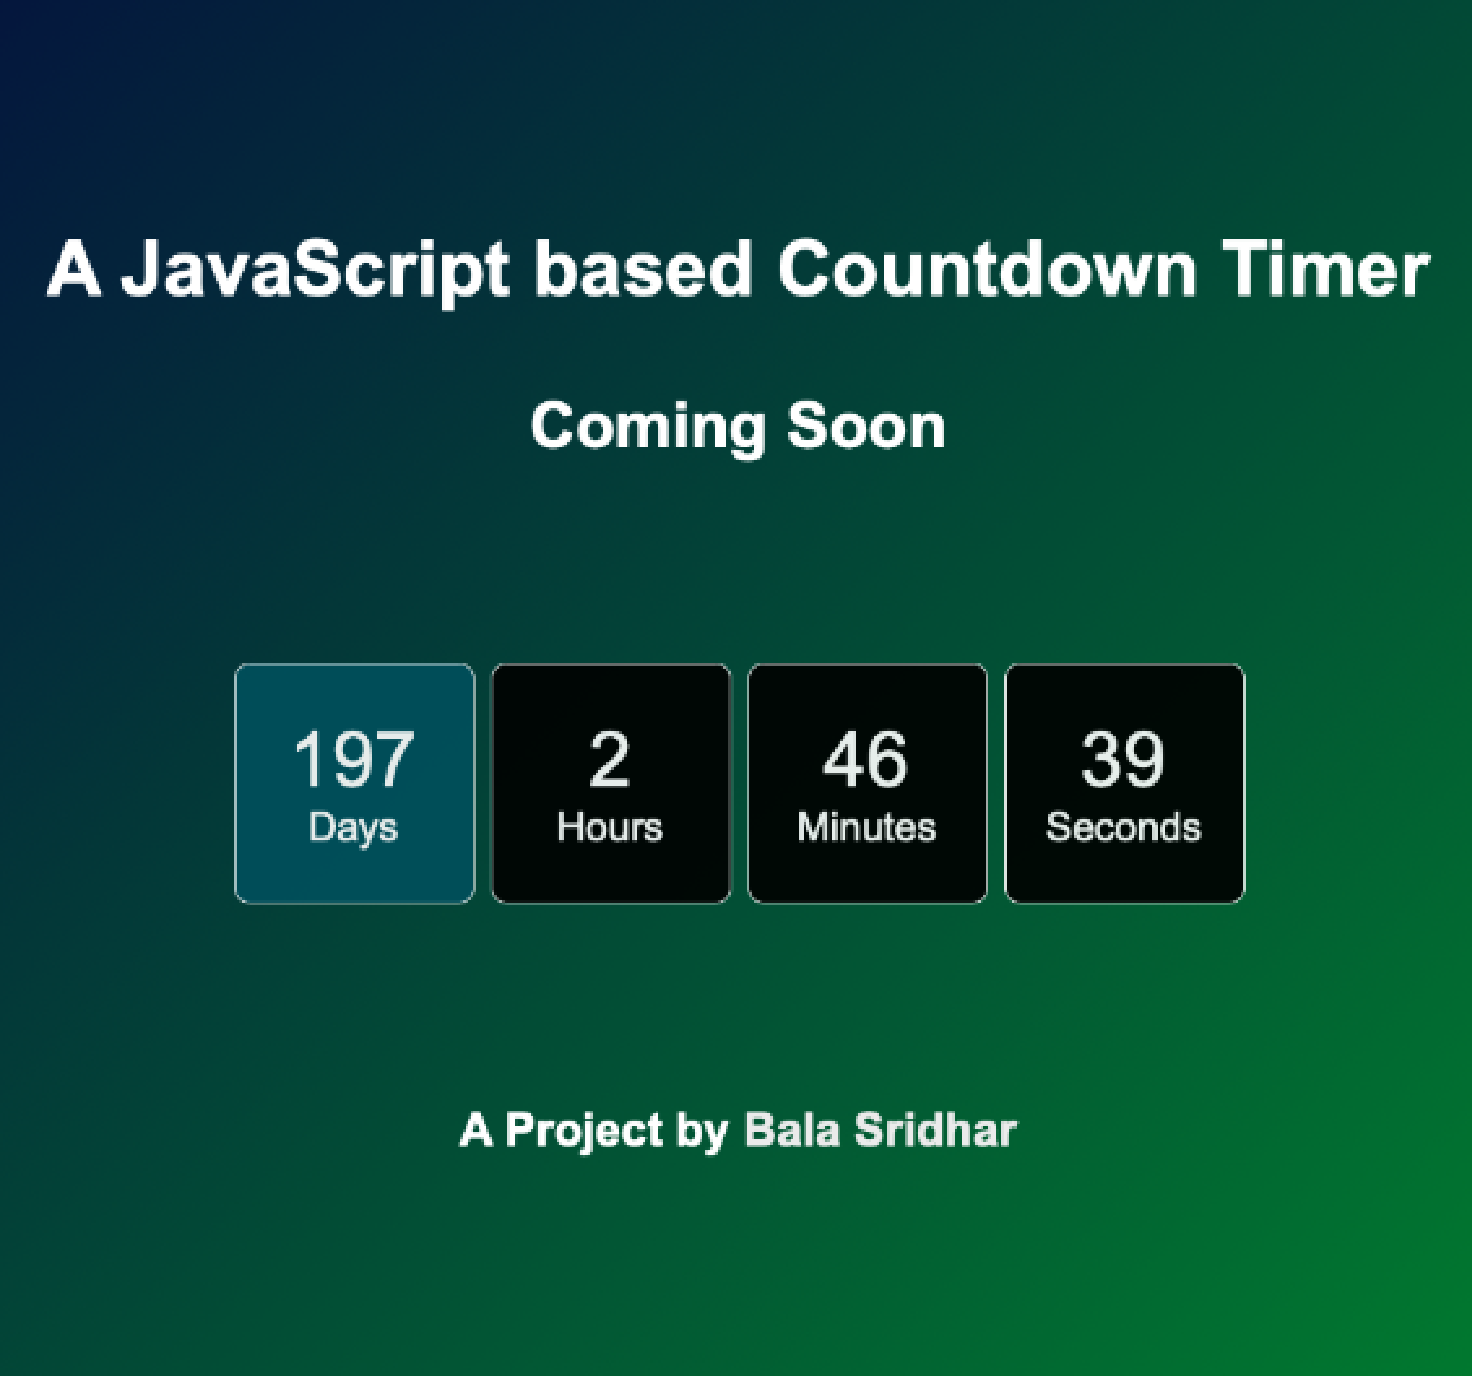 A JavaScript based Countdown Timer
Coming Soon
197 2 46 39
Days Hours Minutes Seconds
A Project by Bala Sridhar